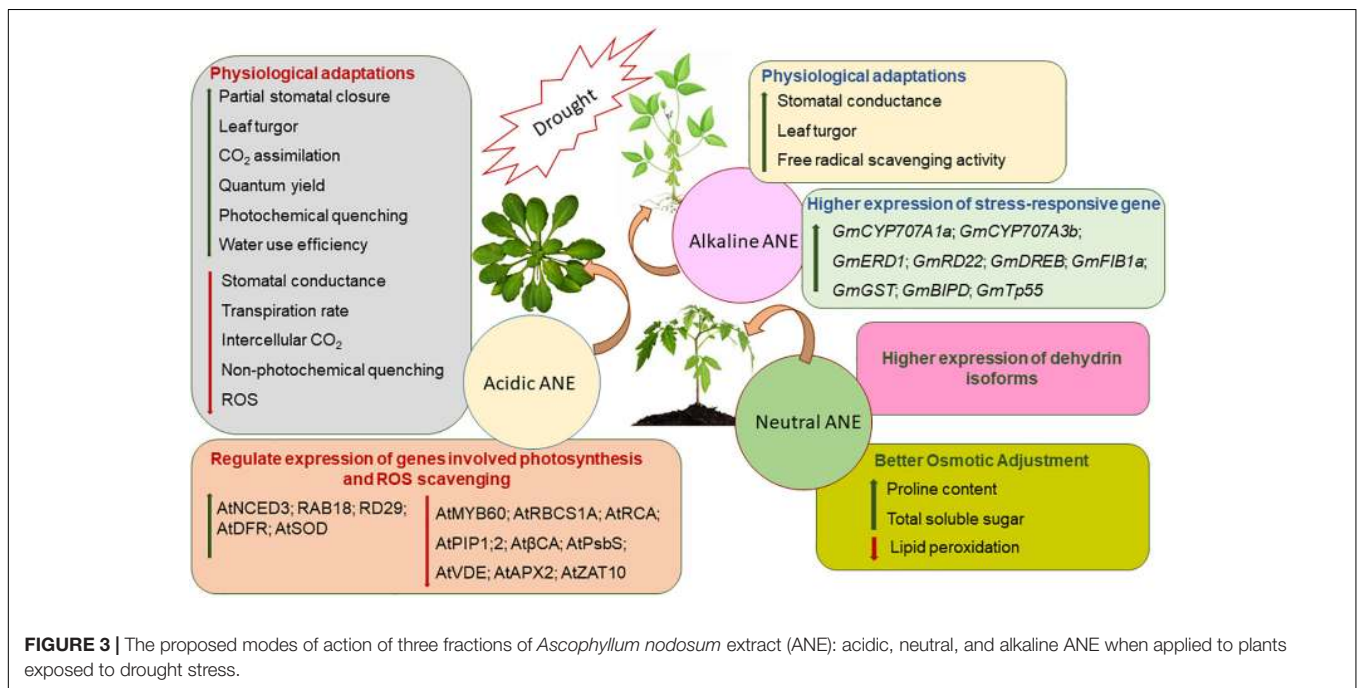 Physiological adaptations
Partial stomatal closure
Leaf turgor
CO₂ assimilation
Quantum yield
Photochemical quenching
Water use efficiency
Stomatal conductance
Transpiration rate
Intercellular CO₂
Non-photochemical quenching
ROS
Drought
Acidic ANE
Regulate expression of genes involved photosynthesis
and ROS scavenging
AtNCED3; RAB18; RD29;
AtDFR; AtSOD
AtMYB60; AtRBCS1A; AtRCA;
AtPIP1;2; AtβCA; AtPsbS;
AtVDE; AtAPX2; AtZAT10
Alkaline ANE
Physiological adaptations
Stomatal conductance
Leaf turgor
Free radical scavenging activity
Higher expression of stress-responsive gene
GmCYP707A1a; GmCYP707A3b;
GmERD1; GmRD22; GmDREB; GmFIB1a;
GmGST; GmBIPD; GmTp55
Neutral ANE
Higher expression of dehydrin
isoforms
Better Osmotic Adjustment
Proline content
Total soluble sugar
Lipid peroxidation
FIGURE 3 | The proposed modes of action of three fractions of Ascophyllum nodosum extract (ANE): acidic, neutral, and alkaline ANE when applied to plants
exposed to drought stress.